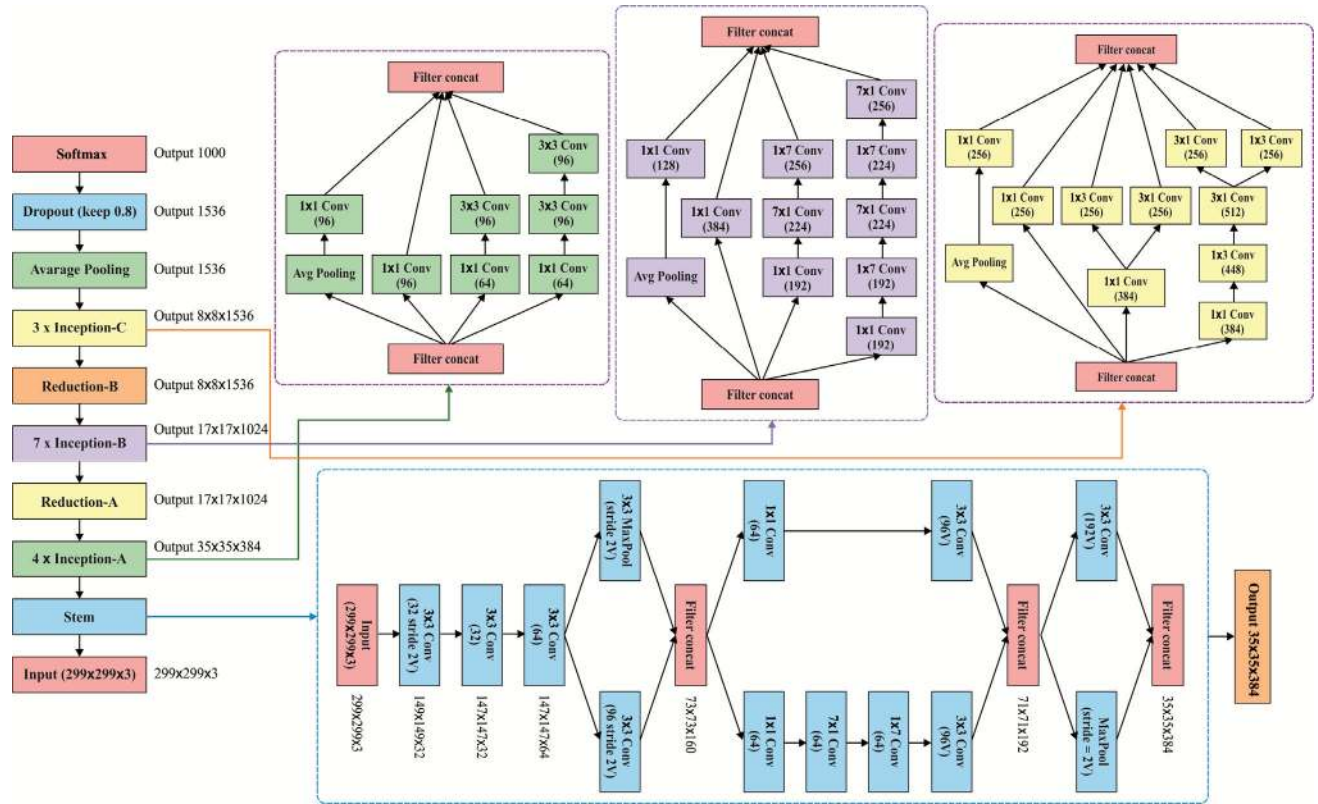 Softmax
Output 1000
Dropout (keep 0.8)
Output 1536
Avarage Pooling
Output 1536
3 x Inception-C
Output 8x8x1536
Reduction-B
Output 8x8x1536
7 x Inception-B
Output 17x17x1024
Reduction-A
Output 17x17x1024
4 x Inception-A
Output 35x35x384
Stem
Input (299x299x3)
299x299x3
Filter concat
3x3 Conv
(96)
1x1 Conv
(96)
3x3 Conv
(96)
3x3 Conv
(96)
Avg Pooling
1x1 Conv
(96)
1x1 Conv
(64)
1x1 Conv
(64)
Filter concat
Filter concat
7x1 Conv
(256)
1x1 Conv
(128)
1x7 Conv
(256)
1x7 Conv
(224)
1x1 Conv
(384)
7x1 Conv
(224)
7x1 Conv
(224)
Avg Pooling
1x1 Conv
(192)
1x7 Conv
(192)
1x1 Conv
(192)
Filter concat
Filter concat
1x1 Conv
(256)
3x1 Conv
(256)
1x3 Conv
(256)
1x1 Conv
(256)
1x3 Conv
(256)
3x1 Conv
(256)
3x1 Conv
(512)
Avg Pooling
1x1 Conv
(384)
1x3 Conv
(448)
1x1 Conv
(384)
Filter concat
Input
(299x299x3)
299x299x3
3x3 Conv
(32 stride 2V)
149x149x32
3x3 Conv
(32)
147x147x32
3x3 Conv
(64)
147x147x64
3x3 MaxPool
(stride 2V)
3x3 Conv
(96 stride 2V)
Filter concat
73x73x160
1x1 Conv
(64)
3x3 Conv
(96V)
1x1 Conv
(64)
7x1 Conv
(64)
1x7 Conv
(64)
3x3 Conv
(96V)
Filter concat
71x71x192
3x3 Conv
(192V)
MaxPool
(stride = 2V)
Filter concat
35x35x384
Output 35x35x384